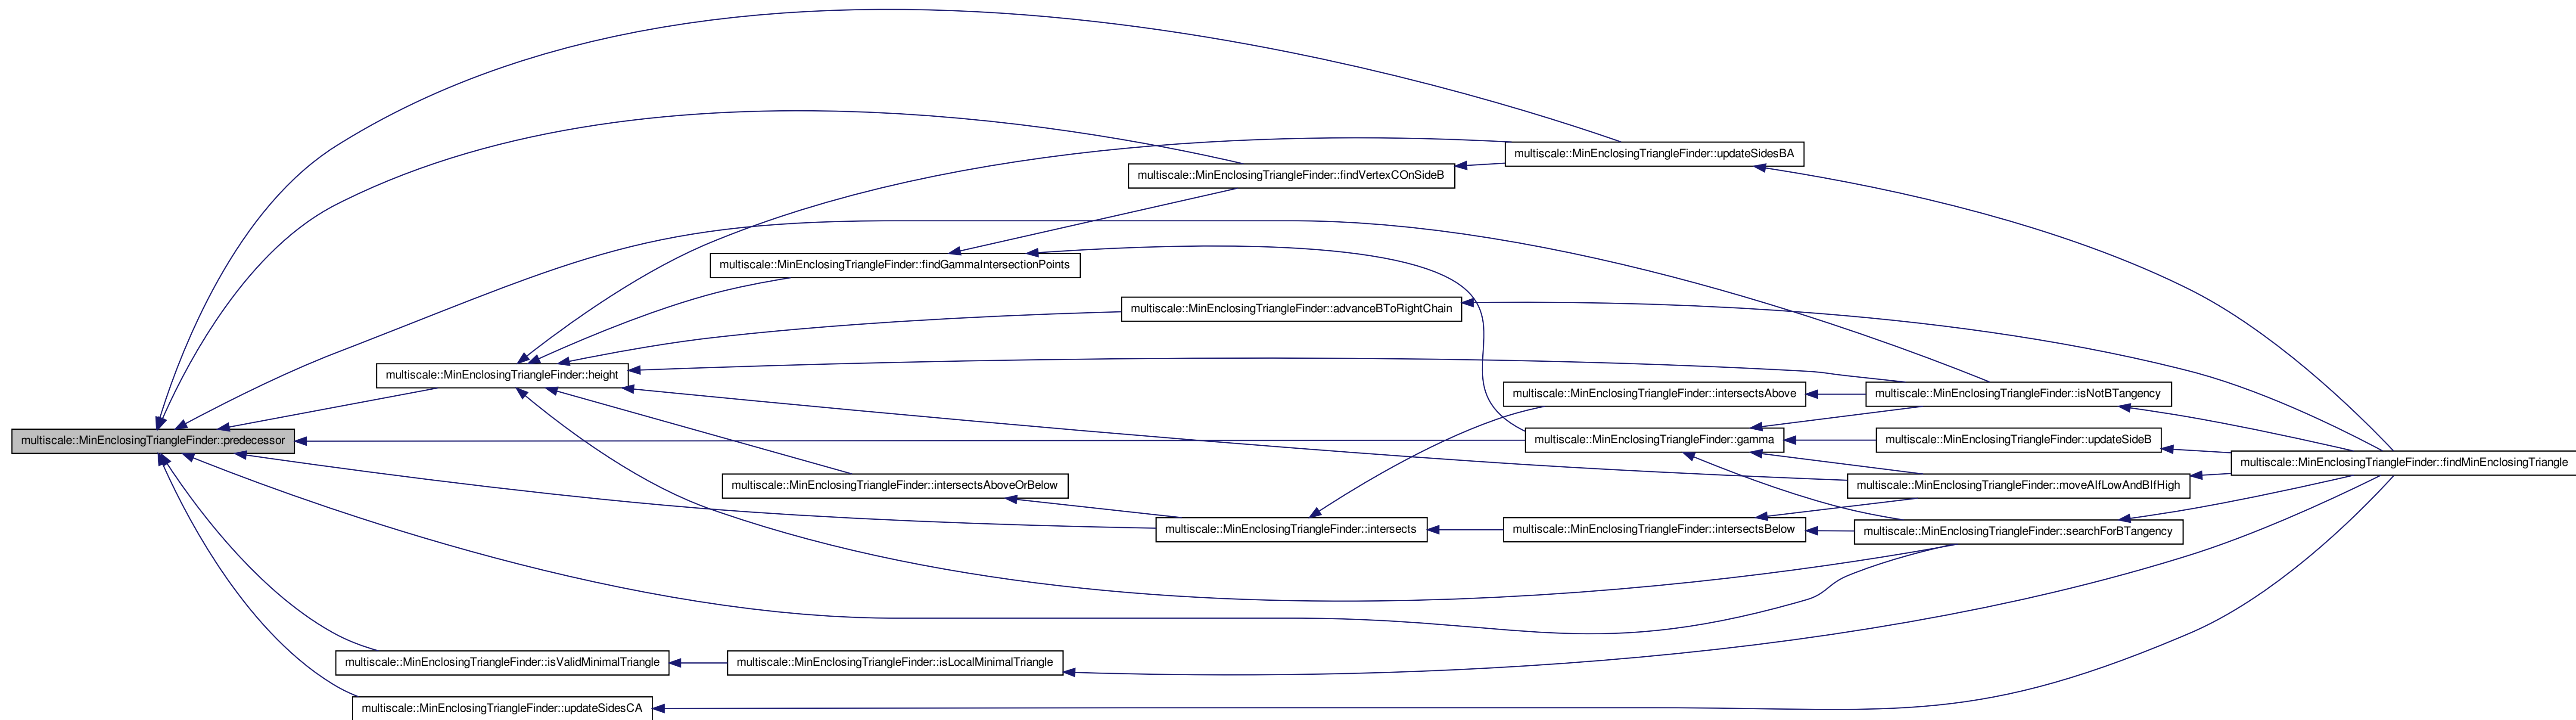 multiscale::MinEnclosingTriangleFinder::updateSidesBA
multiscale::MinEnclosingTriangleFinder::findVertexCOnSideB
multiscale::MinEnclosingTriangleFinder::findGammaIntersectionPoints
multiscale::MinEnclosingTriangleFinder::advanceBToRightChain
multiscale::MinEnclosingTriangleFinder::height
multiscale::MinEnclosingTriangleFinder::intersectsAbove
multiscale::MinEnclosingTriangleFinder::isNotBTangency
multiscale::MinEnclosingTriangleFinder::predecessor
multiscale::MinEnclosingTriangleFinder::gamma
multiscale::MinEnclosingTriangleFinder::updateSideB
multiscale::MinEnclosingTriangleFinder::findMinEnclosingTriangle
multiscale::MinEnclosingTriangleFinder::intersectsAboveOrBelow
multiscale::MinEnclosingTriangleFinder::moveAIfLowAndBIfHigh
multiscale::MinEnclosingTriangleFinder::intersects
multiscale::MinEnclosingTriangleFinder::intersectsBelow
multiscale::MinEnclosingTriangleFinder::searchForBTangency
multiscale::MinEnclosingTriangleFinder::isValidMinimalTriangle
multiscale::MinEnclosingTriangleFinder::isLocalMinimalTriangle
multiscale::MinEnclosingTriangleFinder::updateSidesCA